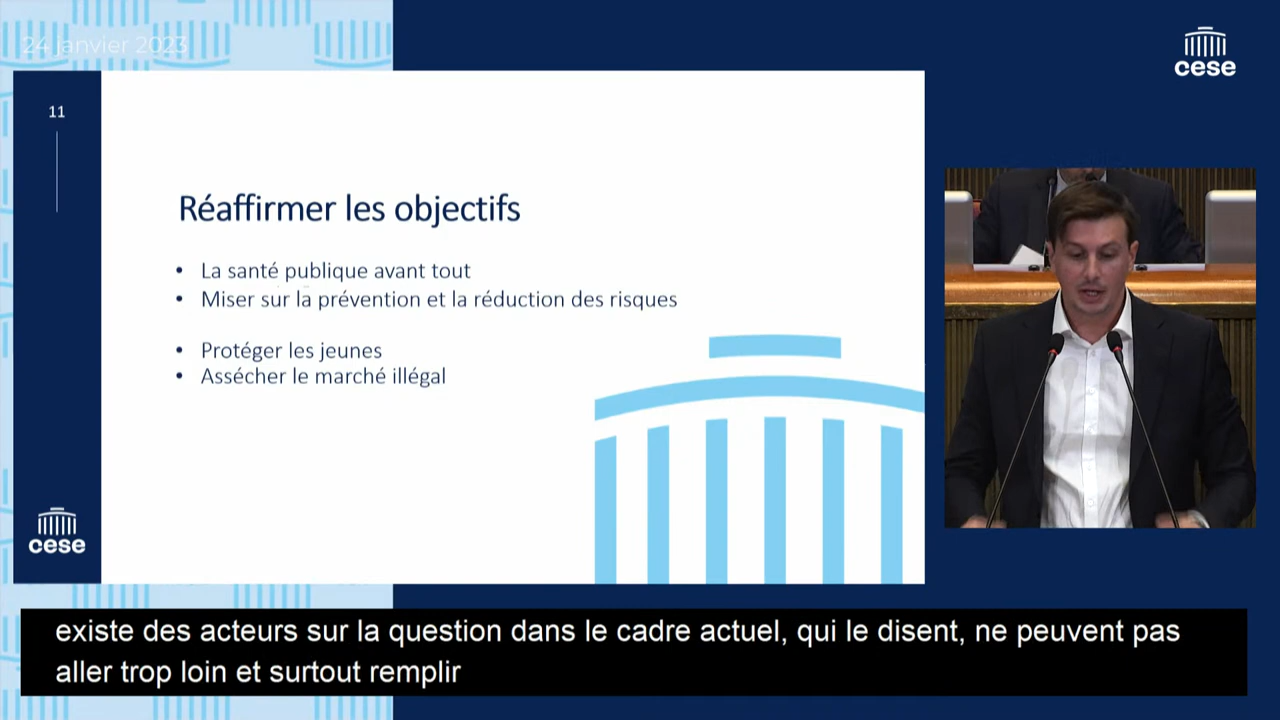 24 janvier 2023
cese
11
Réaffirmer les objectifs
• La santé publique avant tout
• Miser sur la prévention et la réduction des risques
• Protéger les jeunes
• Assécher le marché illégal
cese
existe des acteurs sur la question dans le cadre actuel, qui le disent, ne peuvent pas
aller trop loin et surtout remplir